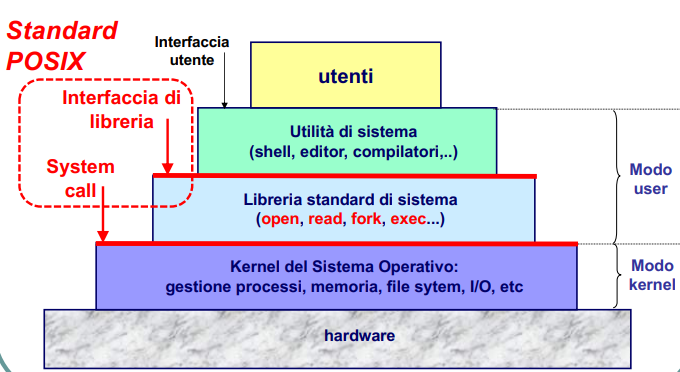 Standard
POSIX
Interfaccia
utente
utenti
Interfaccia di
libreria
System
call
Utilità di sistema
(shell, editor, compilatori,..)
Libreria standard di sistema
(open, read, fork, exec...)
Modo
user
Kernel del Sistema Operativo:
gestione processi, memoria, file sytem, I/O, etc
Modo
kernel
hardware